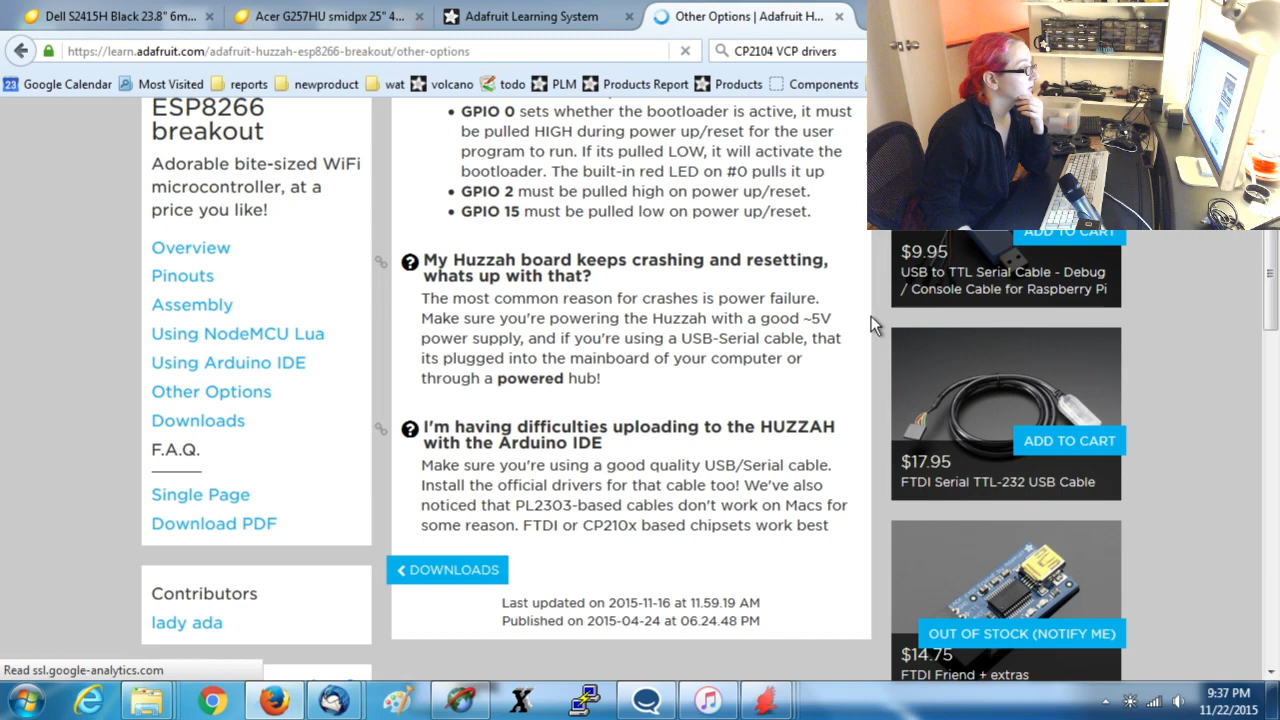 Dell S2415H Black 23.8" 6m...
Acer G257HU smidpx 25" 4...
Adafruit Learning System
Other Options | Adafruit H...
https://learn.adafruit.com/adafruit-huzzah-esp8266-breakout/other-options
CP2104 VCP drivers
23 Google Calendar
Most Visited
reports
newproduct
wat
volcano
todo
PLM
Products Report
Products
Components
ESP8266
breakout
Adorable bite-sized WiFi
microcontroller, at a
price you like!
Overview
Pinouts
Assembly
Using NodeMCU Lua
Using Arduino IDE
Other Options
Downloads
F.A.Q.
Single Page
Download PDF
Contributors
lady ada
GPIO 0 sets whether the bootloader is active, it must
be pulled HIGH during power up/reset for the user
program to run. If its pulled LOW, it will activate the
bootloader. The built-in red LED on #0 pulls it up
GPIO 2 must be pulled high on power up/reset.
GPIO 15 must be pulled low on power up/reset.
My Huzzah board keeps crashing and resetting,
whats up with that?
The most common reason for crashes is power failure.
Make sure you're powering the Huzzah with a good ~5V
power supply, and if you're using a USB-Serial cable, that
its plugged into the mainboard of your computer or
through a powered hub!
I'm having difficulties uploading to the HUZZAH
with the Arduino IDE
Make sure you're using a good quality USB/Serial cable.
Install the official drivers for that cable too! We've also
noticed that PL2303-based cables don't work on Macs for
some reason. FTDI or CP210x based chipsets work best
DOWNLOADS
Last updated on 2015-11-16 at 11.59.19 AM
Published on 2015-04-24 at 06.24.48 PM
ADD TO CART
$9.95
USB to TTL Serial Cable - Debug
/ Console Cable for Raspberry Pi
ADD TO CART
$17.95
FTDI Serial TTL-232 USB Cable
OUT OF STOCK (NOTIFY ME)
$14.75
FTDI Friend + extras
Read ssl.google-analytics.com
9:37 PM
11/22/2015